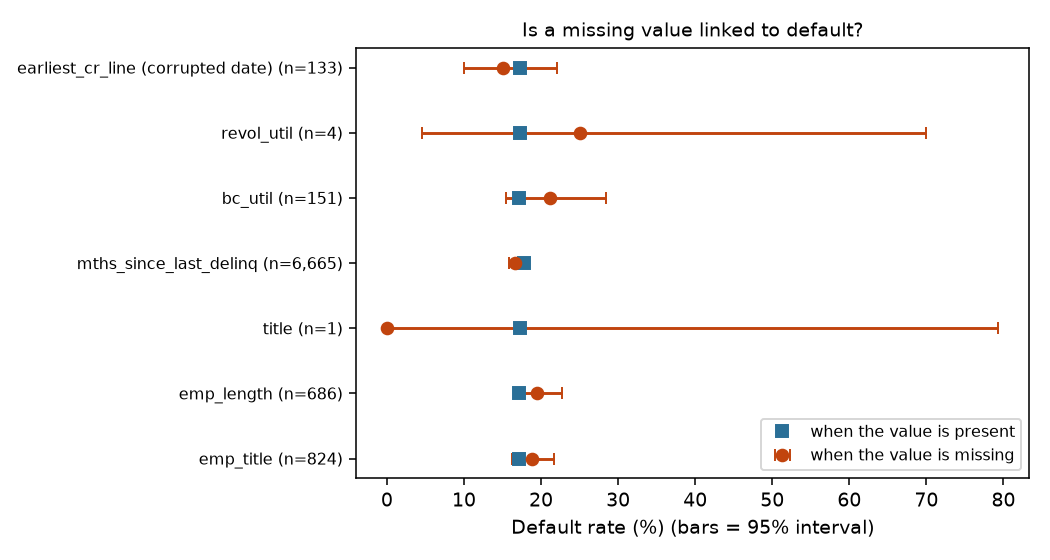 Is a missing value linked to default?
earliest_cr_line (corrupted date) (n=133)
revol_util (n=4)
bc_util (n=151)
mths_since_last_delinq (n=6,665)
title (n=1)
emp_length (n=686)
emp_title (n=824)
when the value is present
when the value is missing
0 10 20 30 40 50 60 70 80
Default rate (%) (bars = 95% interval)